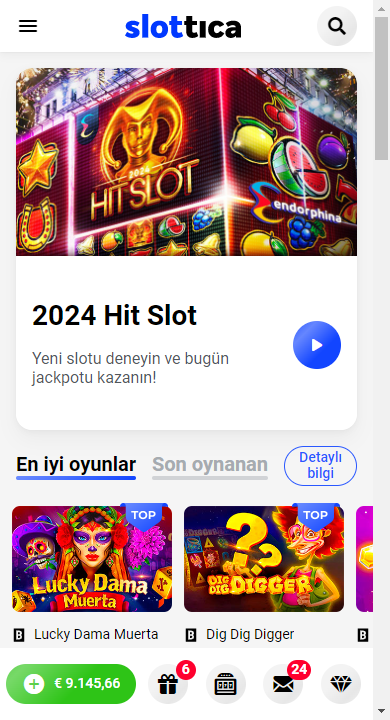 slottica
2024
HIT SLOT
endorphina
2024 Hit Slot
Yeni slotu deneyin ve bugün
jackpotu kazanın!
En iyi oyunlar
Son oynanan
Detaylı
bilgi
TOP
TOP
Lucky Dama
Muerta
DIG DIG
DIGGER
B Lucky Dama Muerta
B Dig Dig Digger
B
€ 9.145,66
6
24